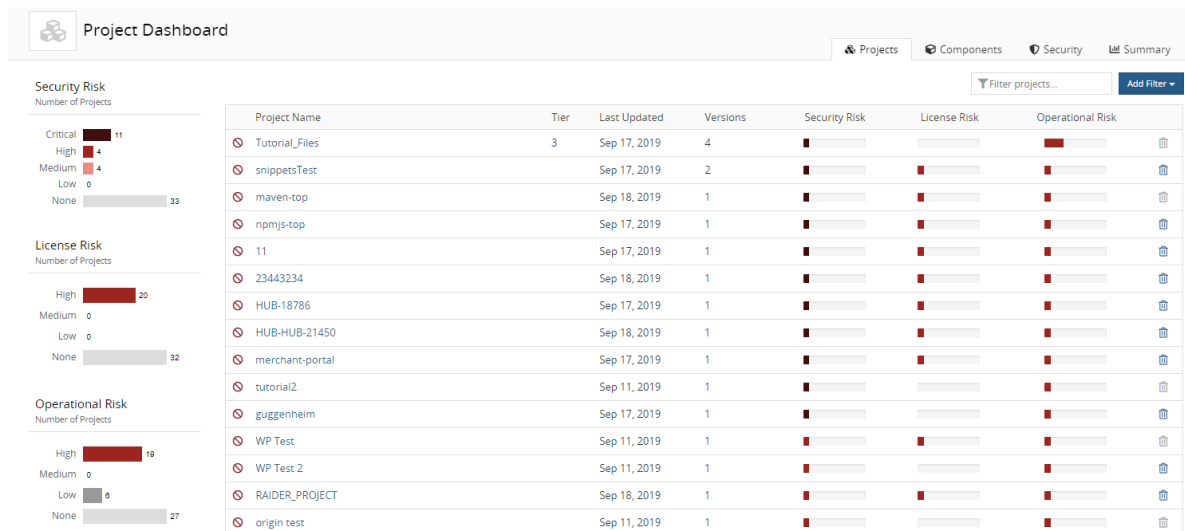 Project Dashboard
Projects Components Security Summary
Filter projects... Add Filter
Security Risk
Number of Projects
Critical 11
High 4
Medium 4
Low 0
None 33
License Risk
Number of Projects
High 20
Medium 0
Low 0
None 32
Operational Risk
Number of Projects
High 19
Medium 0
Low 6
None 27
Project Name Tier Last Updated Versions Security Risk License Risk Operational Risk
Tutorial_Files 3 Sep 17, 2019 4
snippetsTest Sep 17, 2019 2
maven-top Sep 18, 2019 1
npmjs-top Sep 17, 2019 1
11 Sep 17, 2019 1
23443234 Sep 18, 2019 1
HUB-18786 Sep 17, 2019 1
HUB-HUB-21450 Sep 18, 2019 1
merchant-portal Sep 17, 2019 1
tutorial2 Sep 11, 2019 1
guggenheim Sep 17, 2019 1
WP Test Sep 11, 2019 1
WP Test 2 Sep 11, 2019 1
RAIDER_PROJECT Sep 18, 2019 1
origin test Sep 11, 2019 1